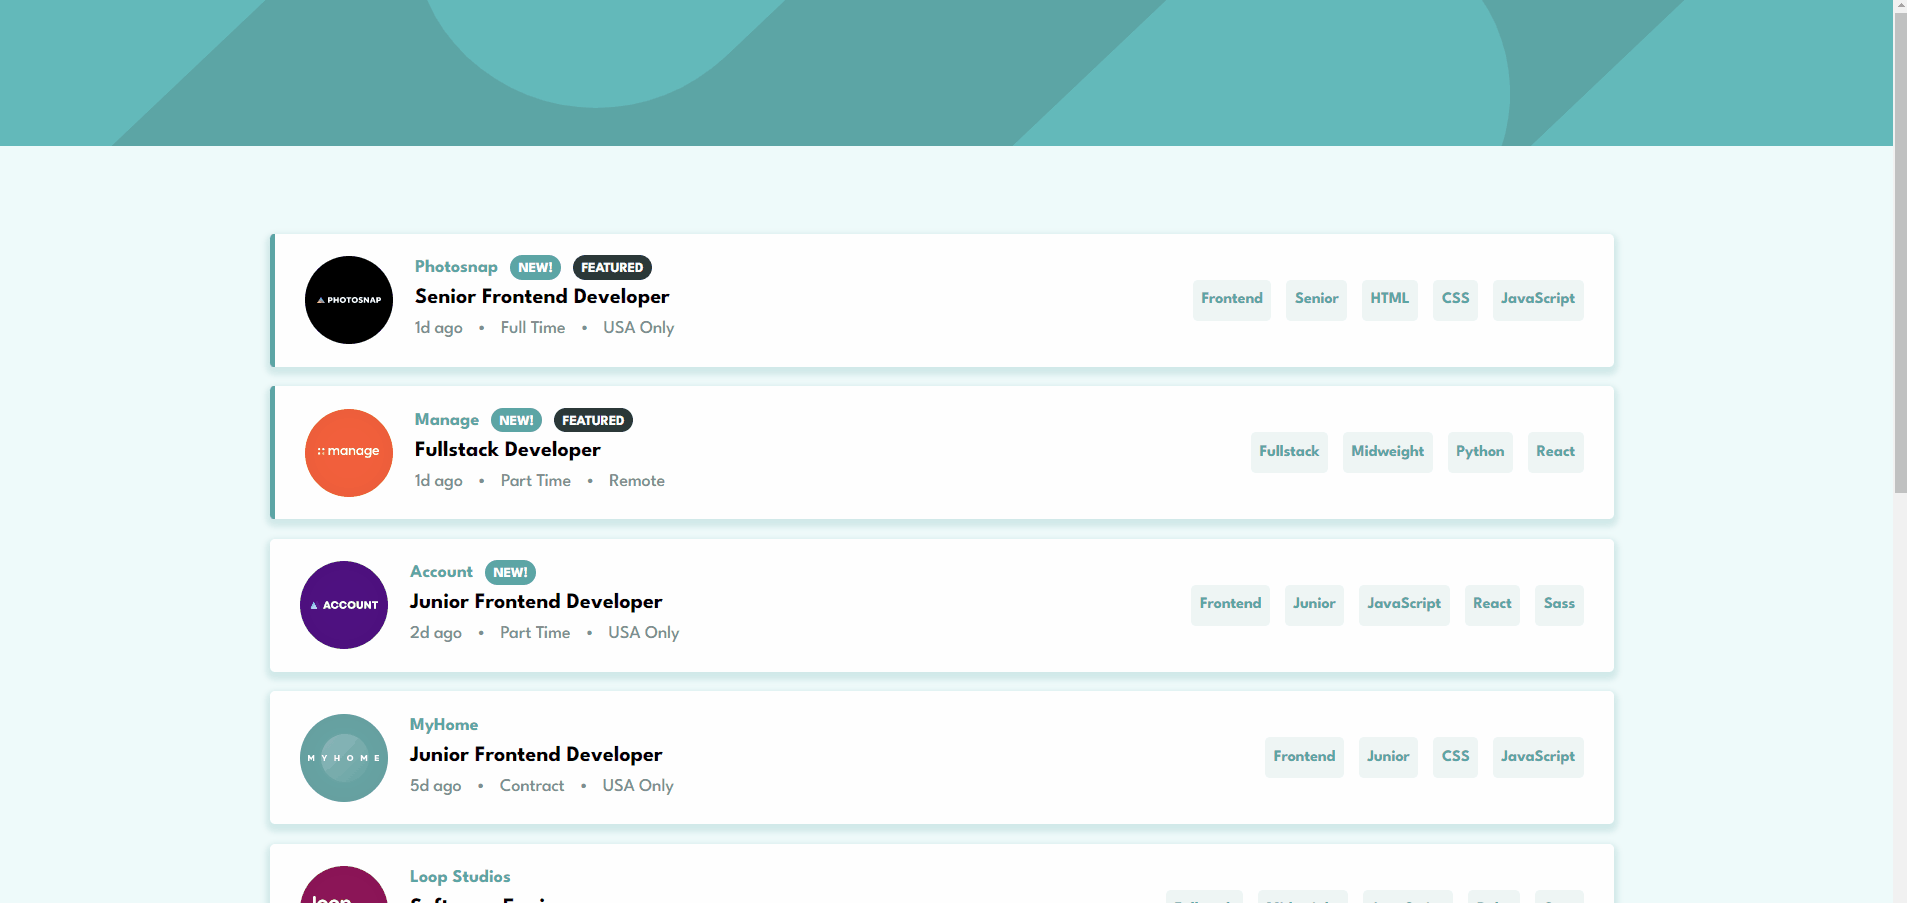 PHOTOSNAP
Photosnap NEW! FEATURED
Senior Frontend Developer
1d ago • Full Time • USA Only
Frontend Senior HTML CSS JavaScript
manage
Manage NEW! FEATURED
Fullstack Developer
1d ago • Part Time • Remote
Fullstack Midweight Python React
ACCOUNT
Account NEW!
Junior Frontend Developer
2d ago • Part Time • USA Only
Frontend Junior JavaScript React Sass
MYHOME
MyHome
Junior Frontend Developer
5d ago • Contract • USA Only
Frontend Junior CSS JavaScript
loop
Loop Studios